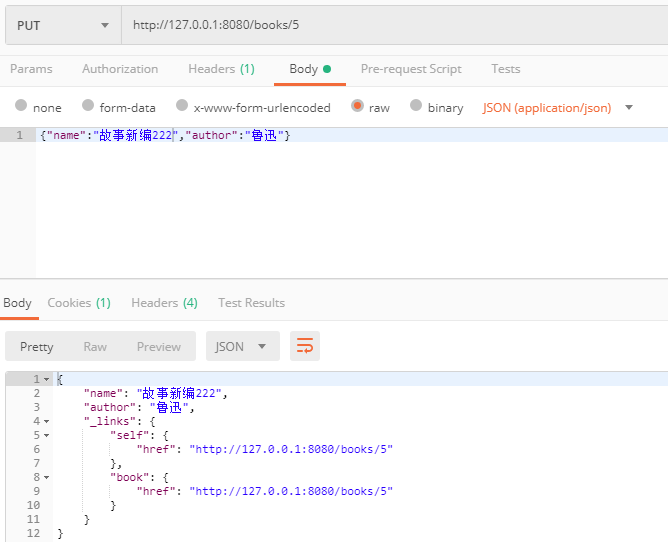 PUT http://127.0.0.1:8080/books/5
Params Authorization Headers (1) Body Pre-request Script Tests
none form-data x-www-form-urlencoded raw binary JSON (application/json)
1 {"name":"故事新编222","author":"鲁迅"}
Body Cookies (1) Headers (4) Test Results
Pretty Raw Preview JSON
1 {
2 "name": "故事新编222",
3 "author": "鲁迅",
4 "_links": {
5 "self": {
6 "href": "http://127.0.0.1:8080/books/5"
7 },
8 "book": {
9 "href": "http://127.0.0.1:8080/books/5"
10 }
11 }
12 }